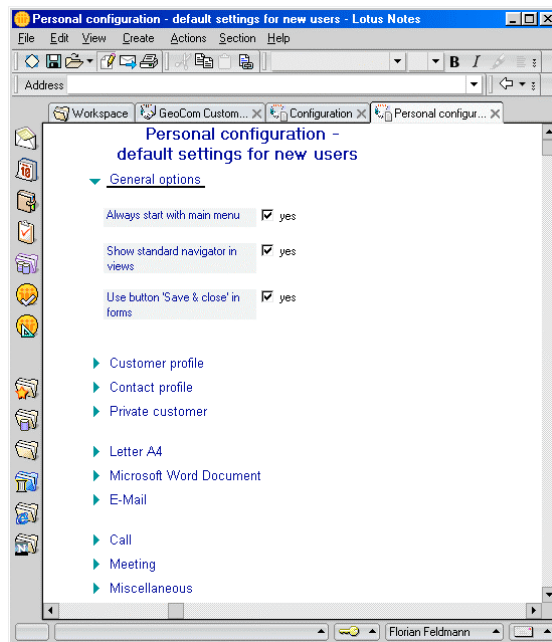 Personal configuration - default settings for new users - Lotus Notes
File Edit View Create Actions Section Help
B I
Address
Workspace GeoCom Custom... Configuration Personal configur...
Personal configuration -
default settings for new users
General options
Always start with main menu yes
Show standard navigator in yes
views
Use button 'Save & close' in yes
forms
Customer profile
Contact profile
Private customer
Letter A4
Microsoft Word Document
E-Mail
Call
Meeting
Miscellaneous
Florian Feldmann